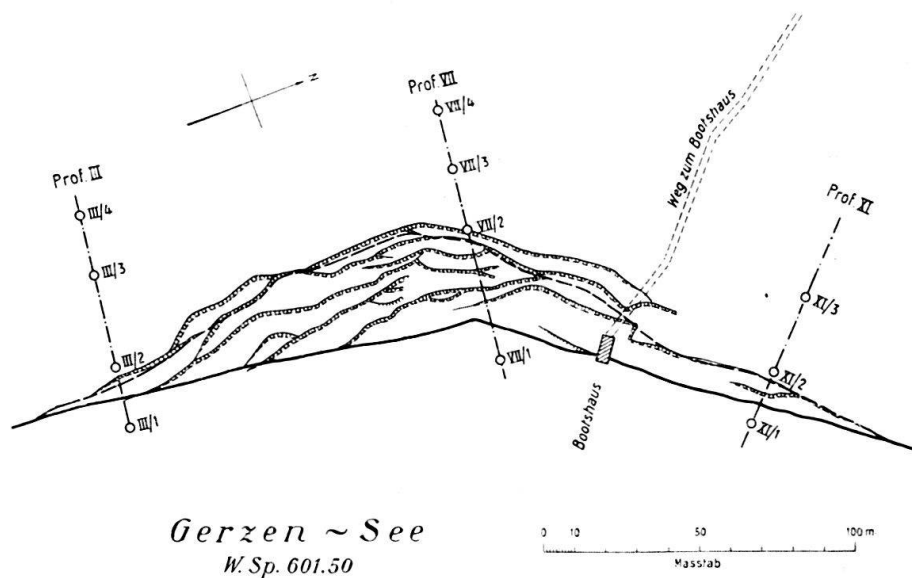 N
Prof. VII
VII/4
VII/3
VII/2
VII/1
Prof. III
III/4
III/3
III/2
III/1
Weg zum Bootshaus
Prof. XI
XI/3
XI/2
XI/1
Bootshaus
Gerzen ~ See
W. Sp. 601.50
0 10 50 100 m
Masstab